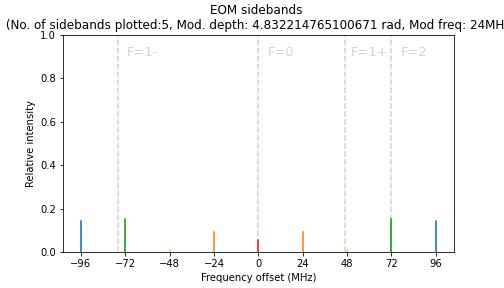 EOM sidebands
(No. of sidebands plotted:5, Mod. depth: 4.832214765100671 rad, Mod freq: 24MH
1.0
0.8
0.6
0.4
0.2
0.0
Relative intensity
F=1-
F=0
F=1+
F=2
−96 −72 −48 −24 0 24 48 72 96
Frequency offset (MHz)